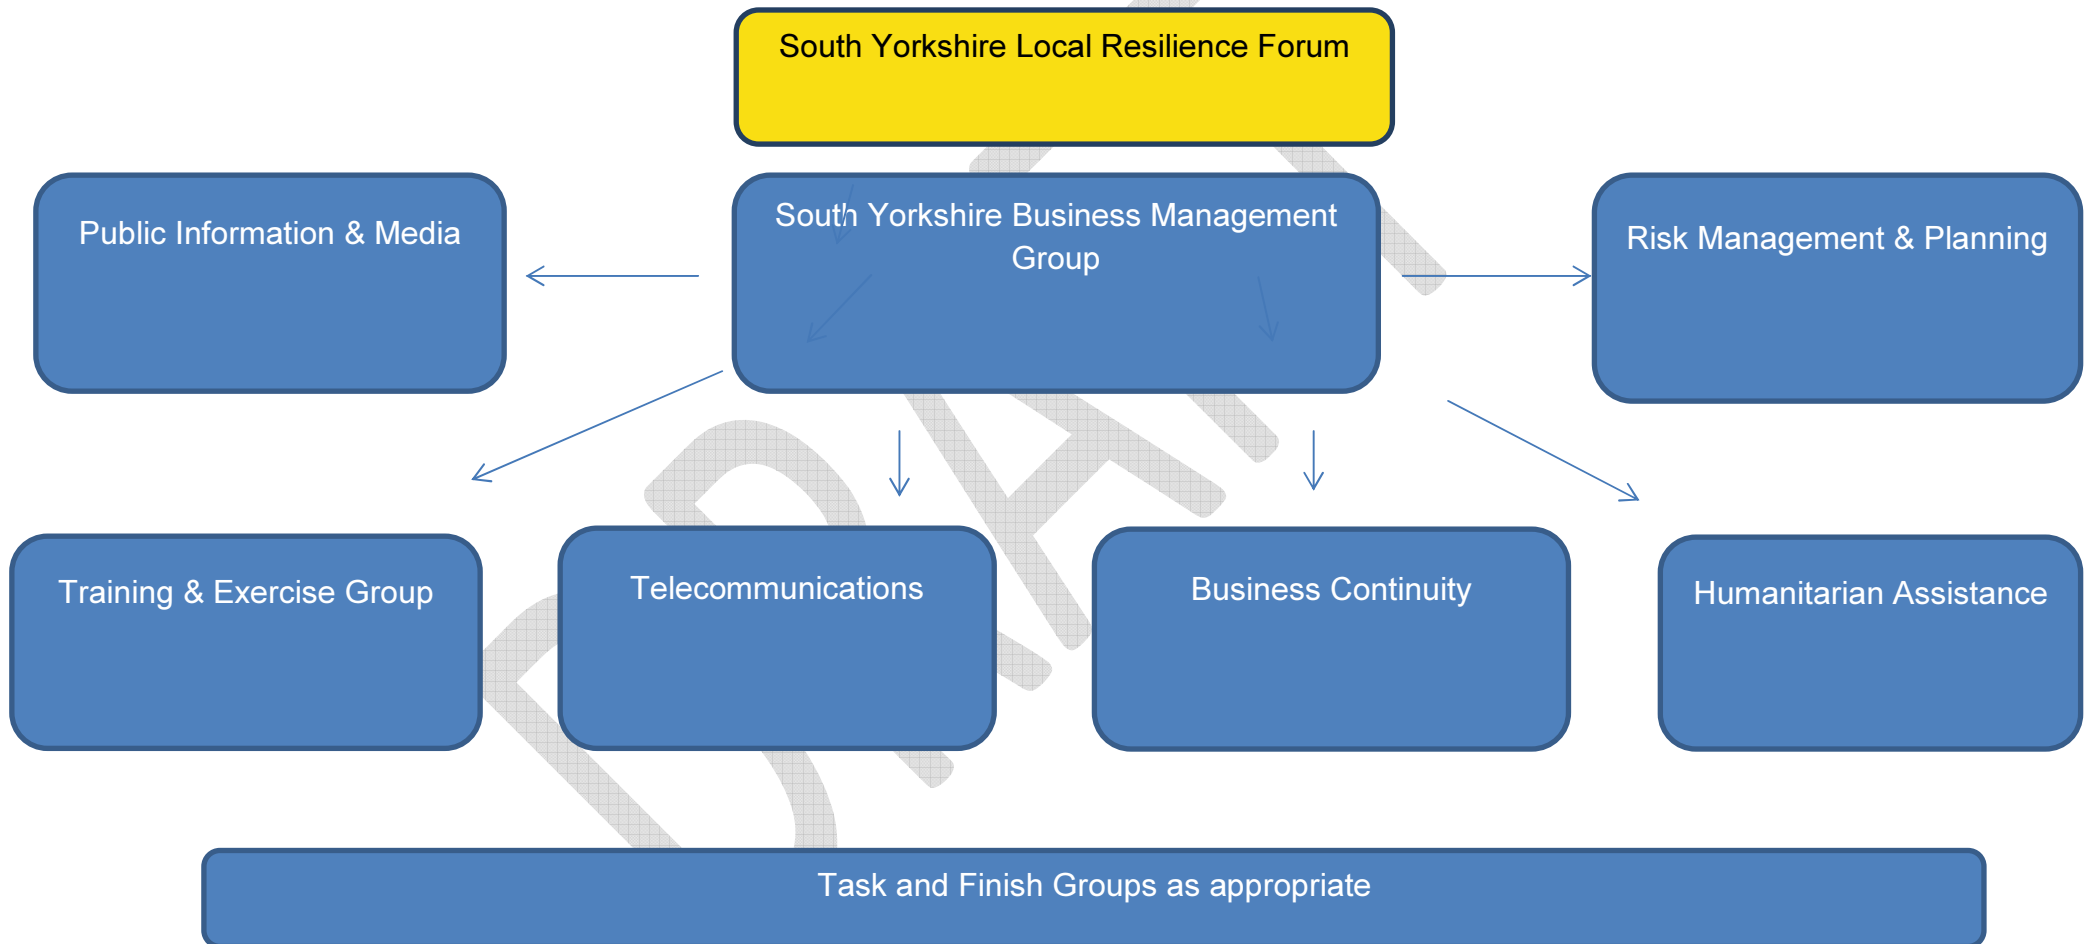 South Yorkshire Local Resilience Forum
Public Information & Media
South Yorkshire Business Management
Group
Risk Management & Planning
Training & Exercise Group
Telecommunications
Business Continuity
Humanitarian Assistance
Task and Finish Groups as appropriate
DRAFT